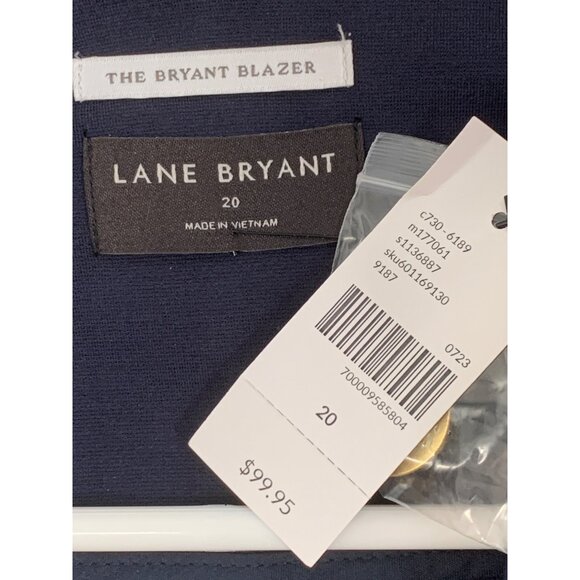 THE BRYANT BLAZER
LANE BRYANT
20
MADE IN VIETNAM
c730-6189
m177061
s1136887
sku601169130
9187
0723
700009585804
20
$99.95